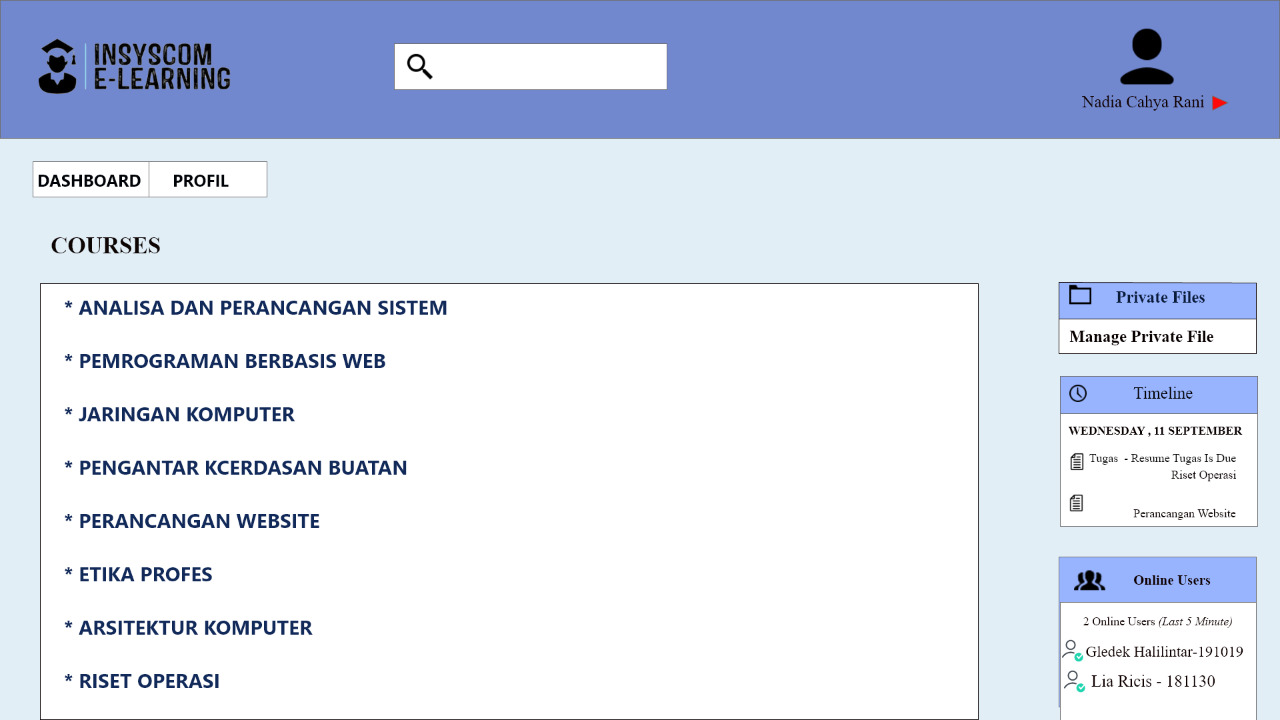 INSYSCOM
E-LEARNING
Nadia Cahya Rani
DASHBOARD
PROFIL
COURSES
* ANALISA DAN PERANCANGAN SISTEM
* PEMROGRAMAN BERBASIS WEB
* JARINGAN KOMPUTER
* PENGANTAR KCERDASAN BUATAN
* PERANCANGAN WEBSITE
* ETIKA PROFES
* ARSITEKTUR KOMPUTER
* RISET OPERASI
Private Files
Manage Private File
Timeline
WEDNESDAY , 11 SEPTEMBER
Tugas - Resume Tugas Is Due
Riset Operasi
Perancangan Website
Online Users
2 Online Users (Last 5 Minute)
Gledek Halilintar-191019
Lia Ricis - 181130